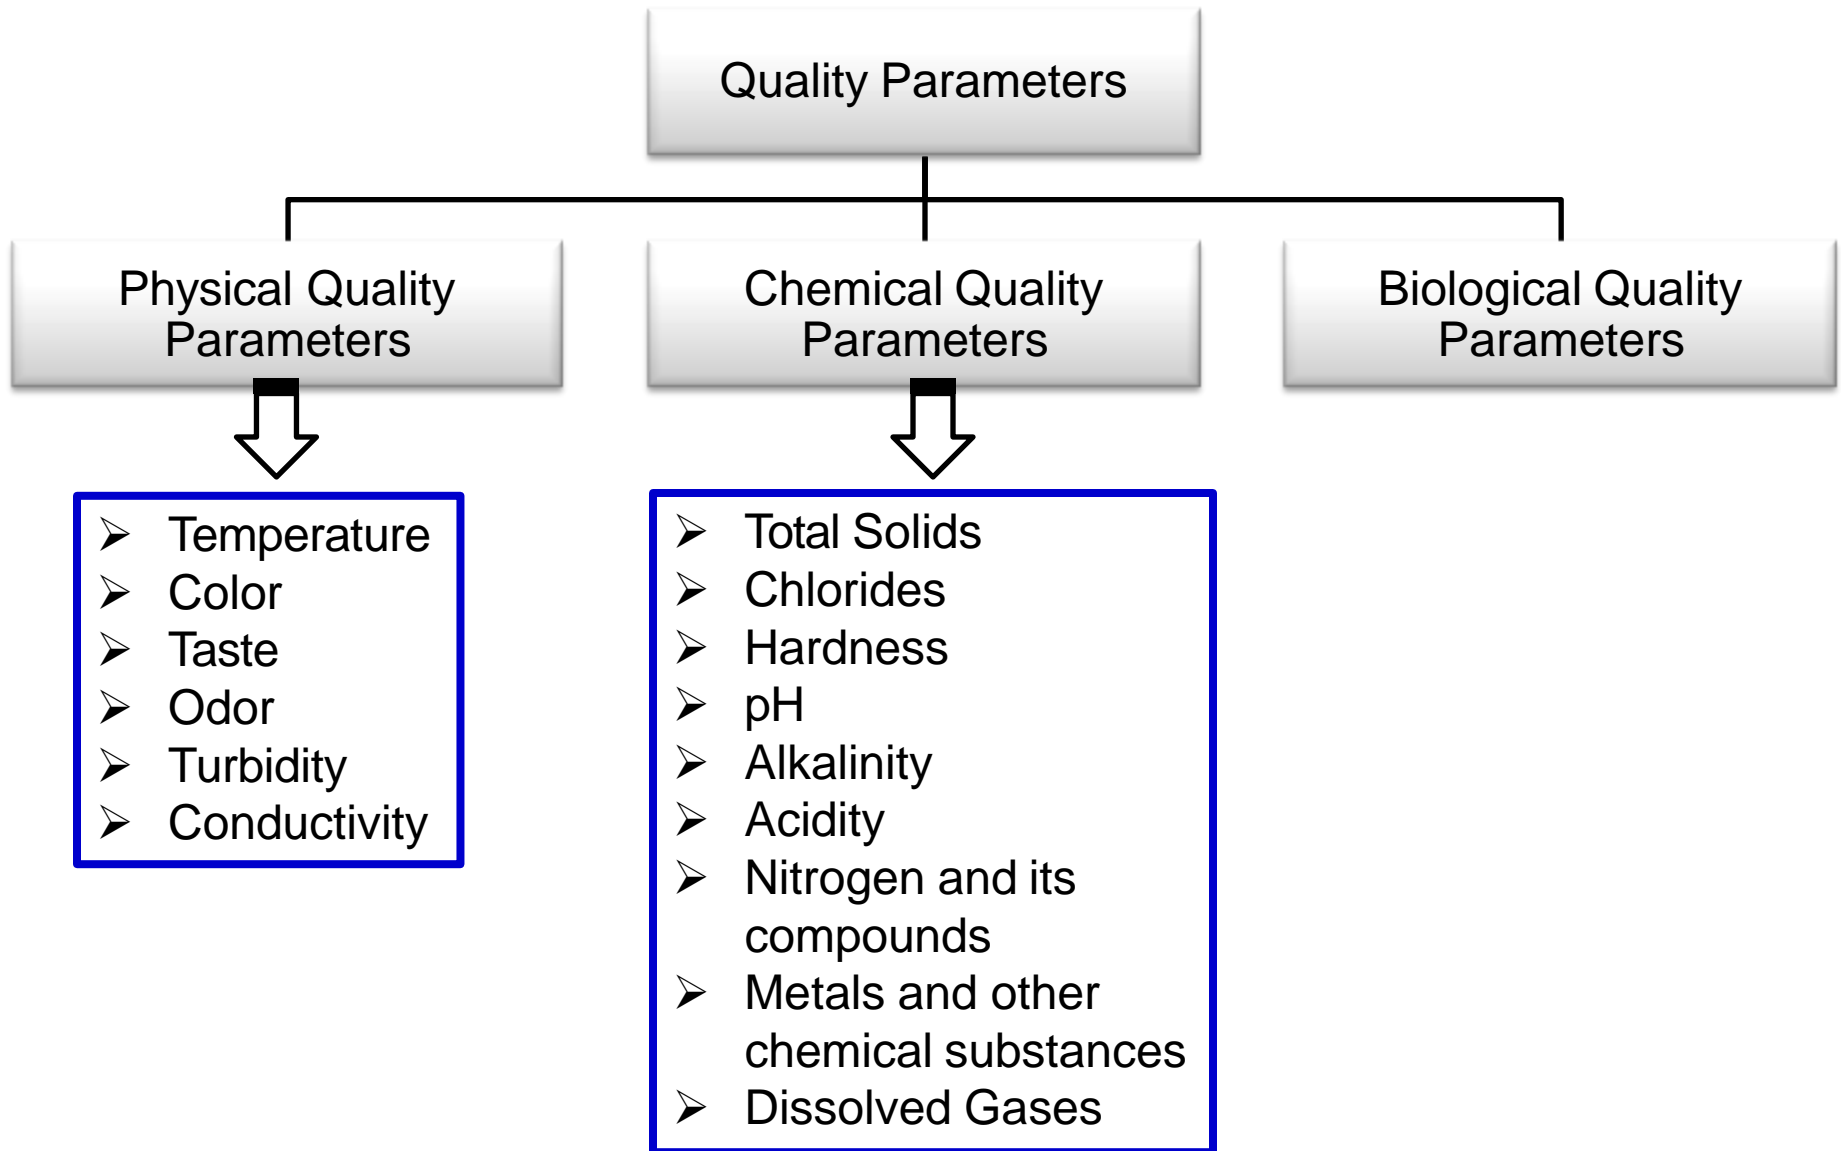 Quality Parameters
Physical Quality
Parameters
Chemical Quality
Parameters
Biological Quality
Parameters
➢ Temperature
➢ Color
➢ Taste
➢ Odor
➢ Turbidity
➢ Conductivity
➢ Total Solids
➢ Chlorides
➢ Hardness
➢ pH
➢ Alkalinity
➢ Acidity
➢ Nitrogen and its
compounds
➢ Metals and other
chemical substances
➢ Dissolved Gases